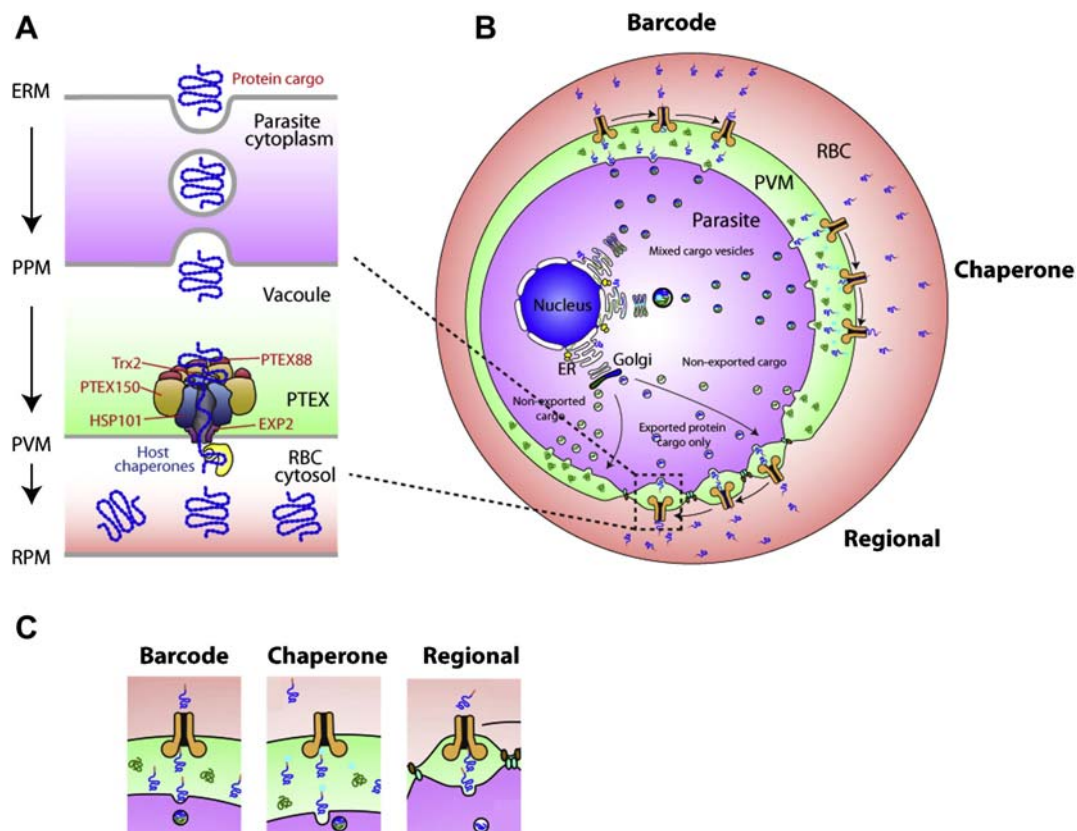 A
ERM
Protein cargo
Parasite
cytoplasm
PPM
Vacoule
Trx2
PTEX88
PTEX150
PTEX
HSP101
EXP2
PVM
Host
chaperones
RBC
cytosol
RPM
B
Barcode
RBC
PVM
Parasite
Mixed cargo vesicles
Chaperone
Nucleus
Golgi
ER
Non-exported cargo
Non-exported
cargo
Exported protein
cargo only
Regional
C
Barcode
Chaperone
Regional